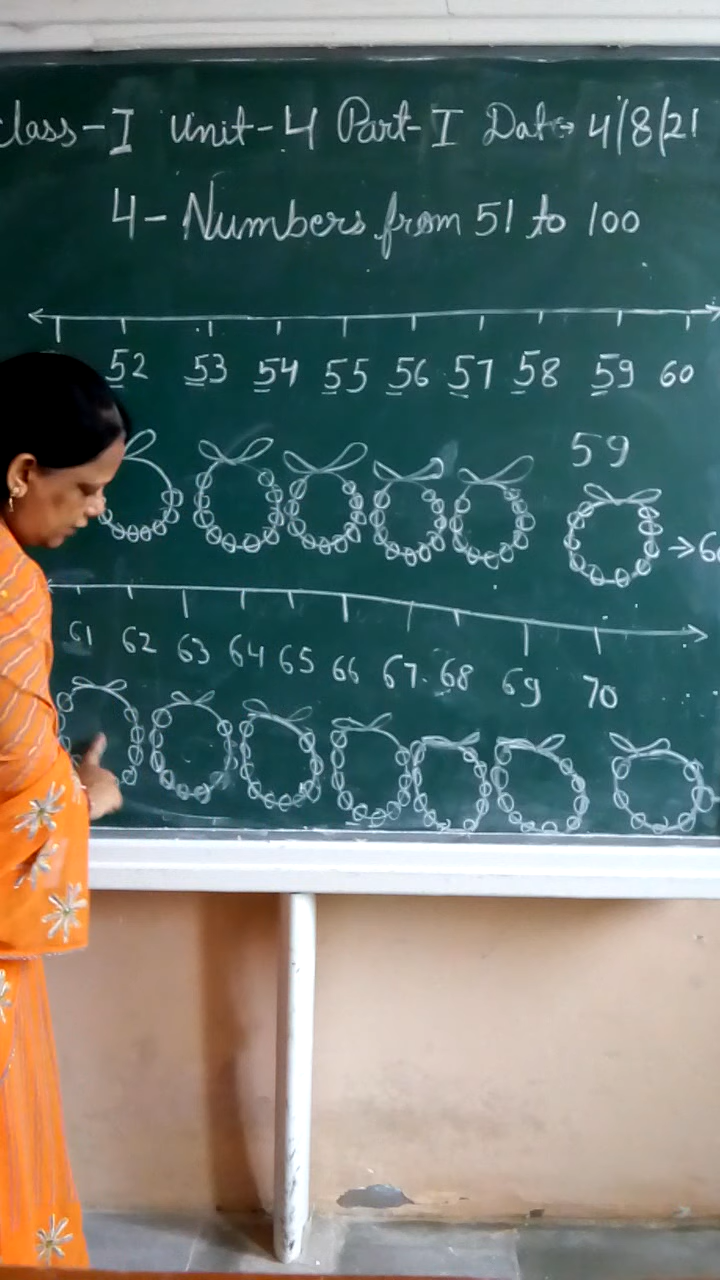 Class-I Unit-4 Part-I Date→ 4/8/21
4- Numbers from 51 to 100
52 53 54 55 56 57 58 59 60
59
61 62 63 64 65 66 67 68 69 70